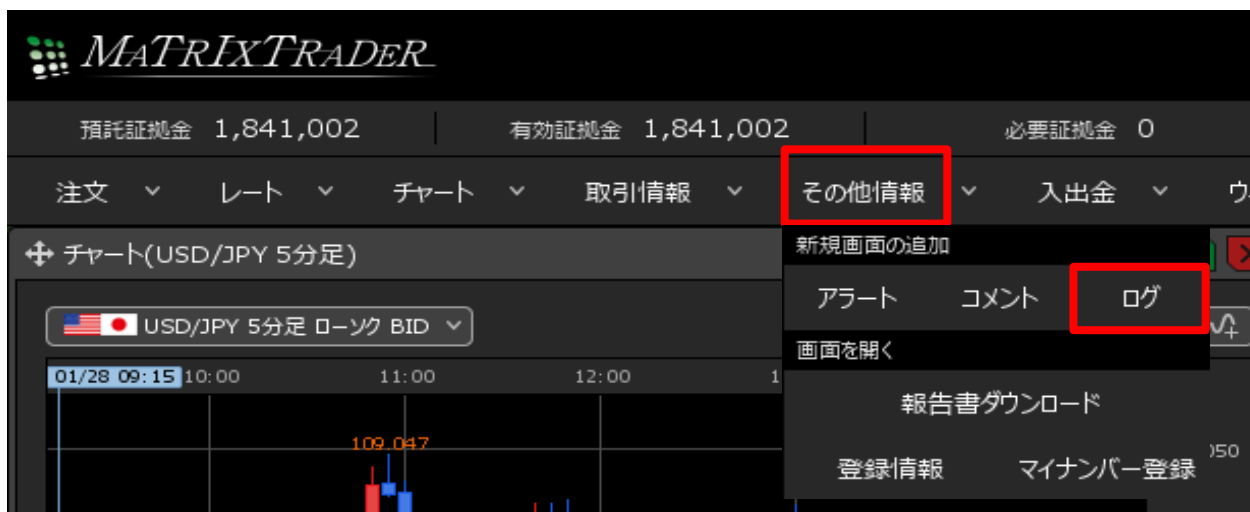 MATRIXTRADER
預託証拠金 1,841,002 有効証拠金 1,841,002 必要証拠金 0
注文 レート チャート 取引情報 その他情報 入出金 ウ
チャート(USD/JPY 5分足)
新規画面の追加
アラート コメント ログ
USD/JPY 5分足 ローソク BID
画面を開く
01/28 09:15 10:00 11:00 12:00 1
報告書ダウンロード
109.047
050
登録情報 マイナンバー登録